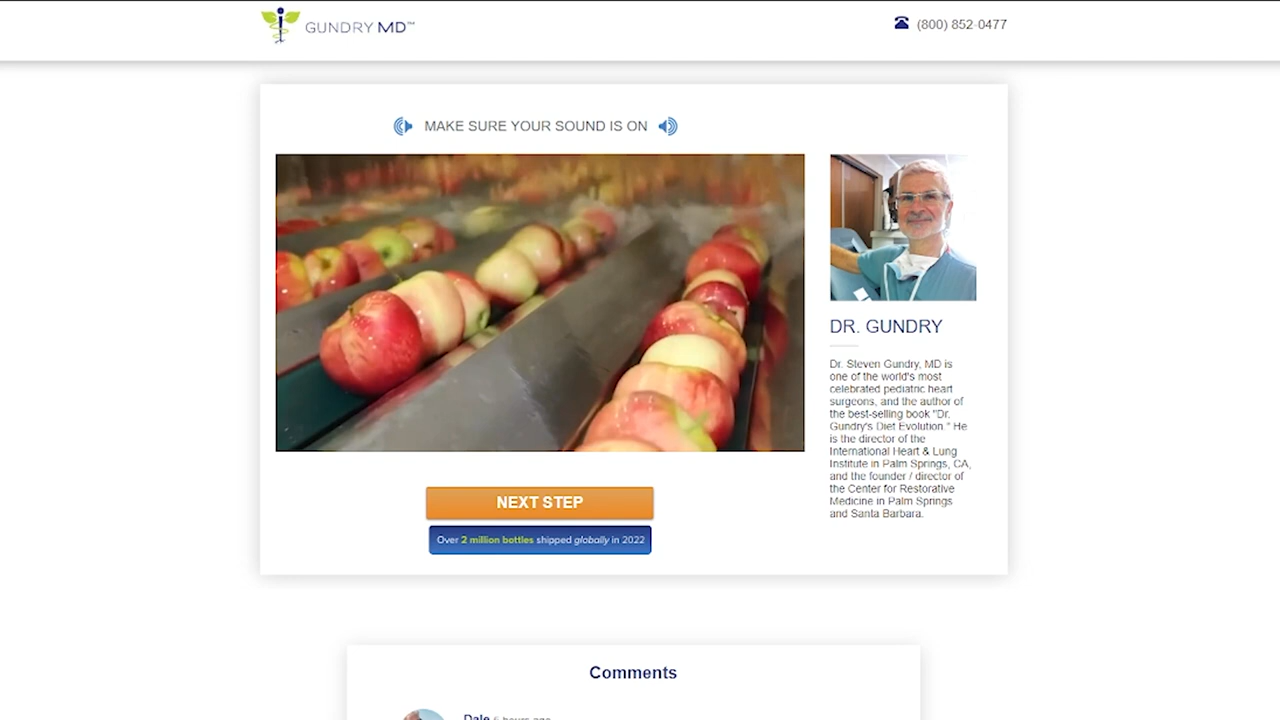 GUNDRY MD™
(800) 852-0477
MAKE SURE YOUR SOUND IS ON
DR. GUNDRY
Dr. Steven Gundry, MD is
one of the world's most
celebrated pediatric heart
surgeons, and the author of
the best-selling book "Dr.
Gundry's Diet Evolution." He
is the director of the
International Heart & Lung
Institute in Palm Springs, CA,
and the founder / director of
the Center for Restorative
Medicine in Palm Springs
and Santa Barbara.
NEXT STEP
Over 2 million bottles shipped globally in 2022
Comments
Dale 5 hours ago